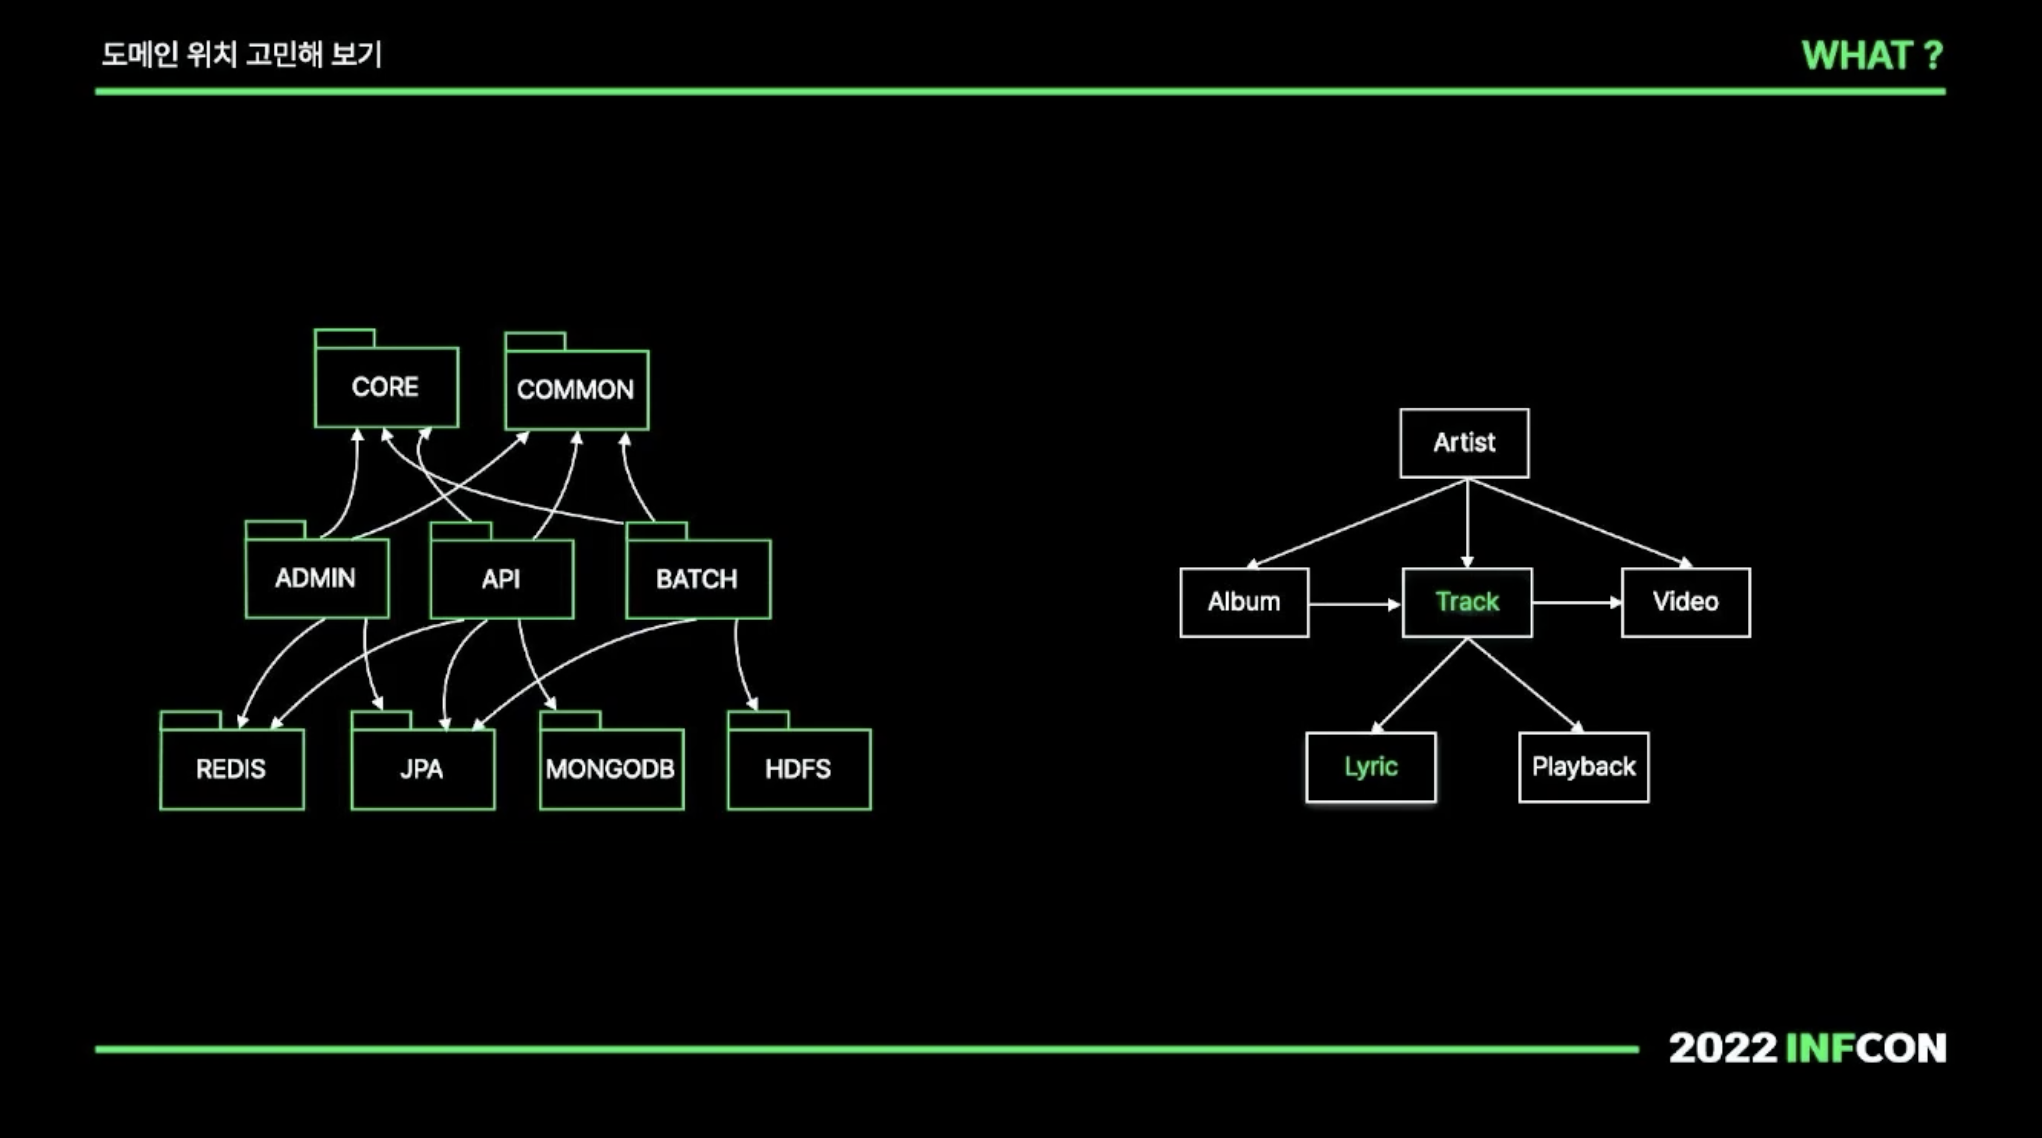 도메인 위치 고민해 보기
WHAT ?
CORE
COMMON
ADMIN
API
BATCH
REDIS
JPA
MONGODB
HDFS
Artist
Album
Track
Video
Lyric
Playback
2022 INFCON